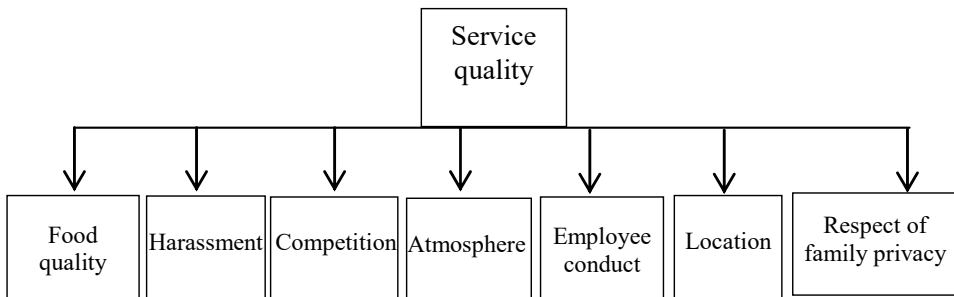 Service
quality
Food
quality
Harassment
Competition
Atmosphere
Employee
conduct
Location
Respect of
family privacy